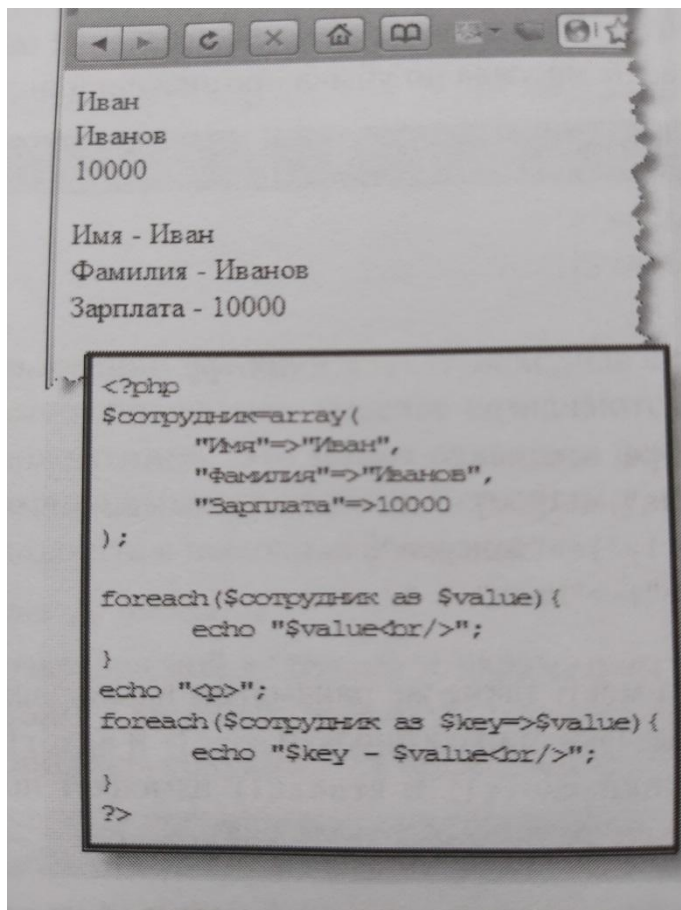 Иван
Иванов
10000
Имя - Иван
Фамилия - Иванов
Зарплата - 10000
<?php
$сотрудник=array(
"Имя"=>"Иван",
"Фамилия"=>"Иванов",
"Зарплата"=>10000
);
foreach($сотрудник as $value){
echo "$value<br/>";
}
echo "<p>";
foreach($сотрудник as $key=>$value){
echo "$key - $value<br/>";
}
?>